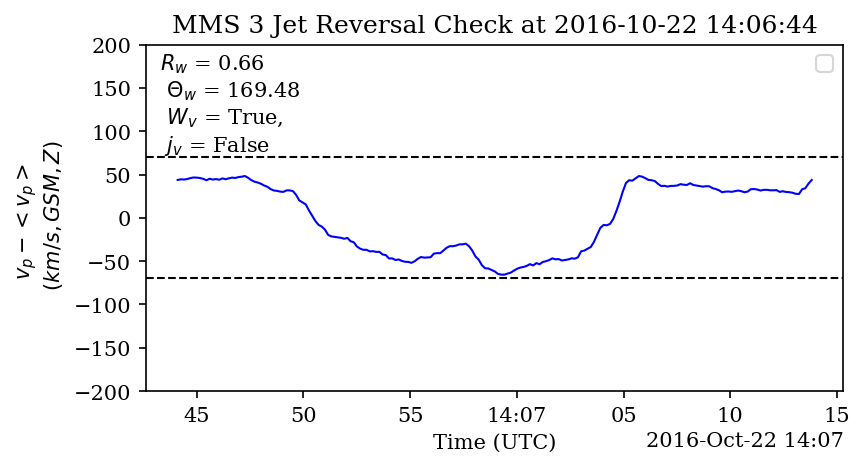 MMS 3 Jet Reversal Check at 2016-10-22 14:06:44
R_w = 0.66
Θ_w = 169.48
W_v = True,
j_v = False
v_p − < v_p >
(km/s, GSM, Z)
200
150
100
50
0
−50
−100
−150
−200
45 50 55 14:07 05 10 15
Time (UTC)
2016-Oct-22 14:07